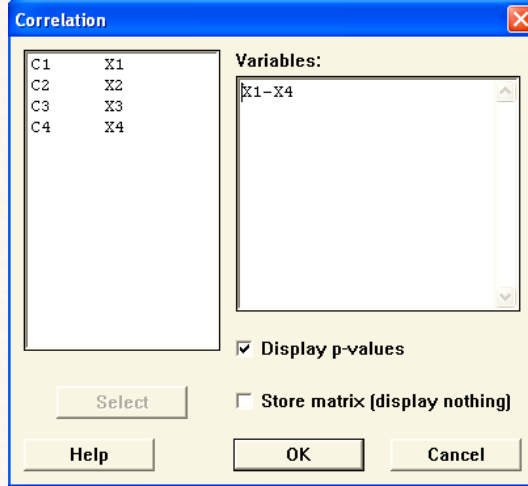 Correlation
C1 X1
C2 X2
C3 X3
C4 X4
Variables:
X1-X4
Display p-values
Store matrix (display nothing)
Select
Help
OK
Cancel